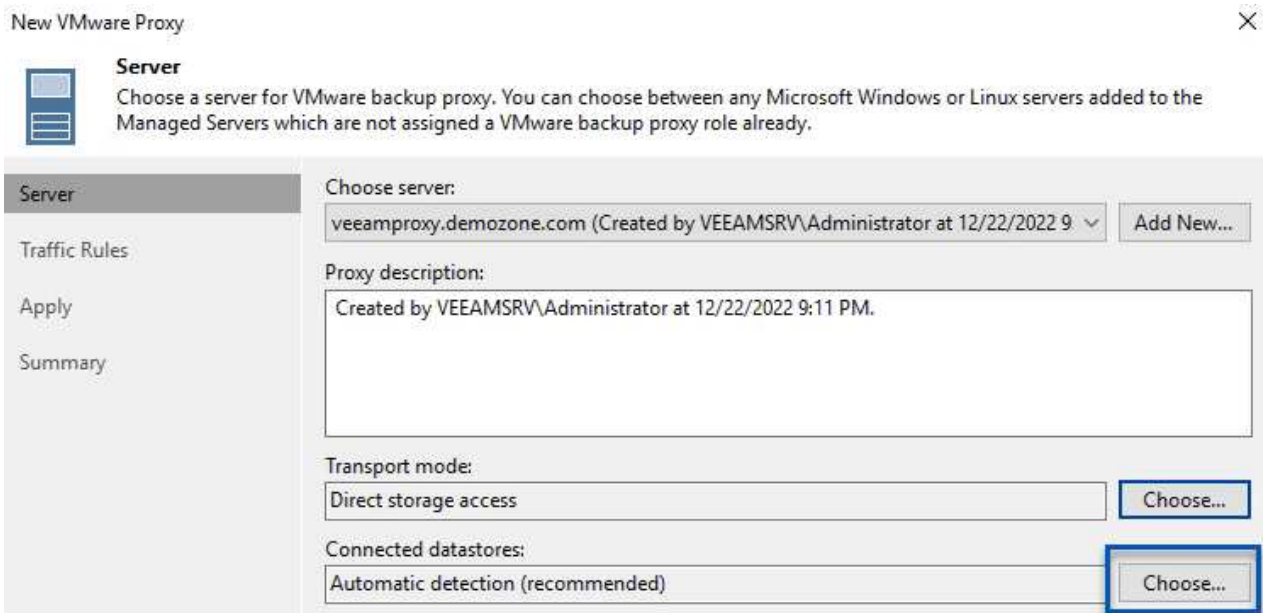 New VMware Proxy
Server
Choose a server for VMware backup proxy. You can choose between any Microsoft Windows or Linux servers added to the
Managed Servers which are not assigned a VMware backup proxy role already.
Server
Traffic Rules
Apply
Summary
Choose server:
veeamproxy.demozone.com (Created by VEEAMSRV\Administrator at 12/22/2022 9
Add New...
Proxy description:
Created by VEEAMSRV\Administrator at 12/22/2022 9:11 PM.
Transport mode:
Direct storage access
Choose...
Connected datastores:
Automatic detection (recommended)
Choose...